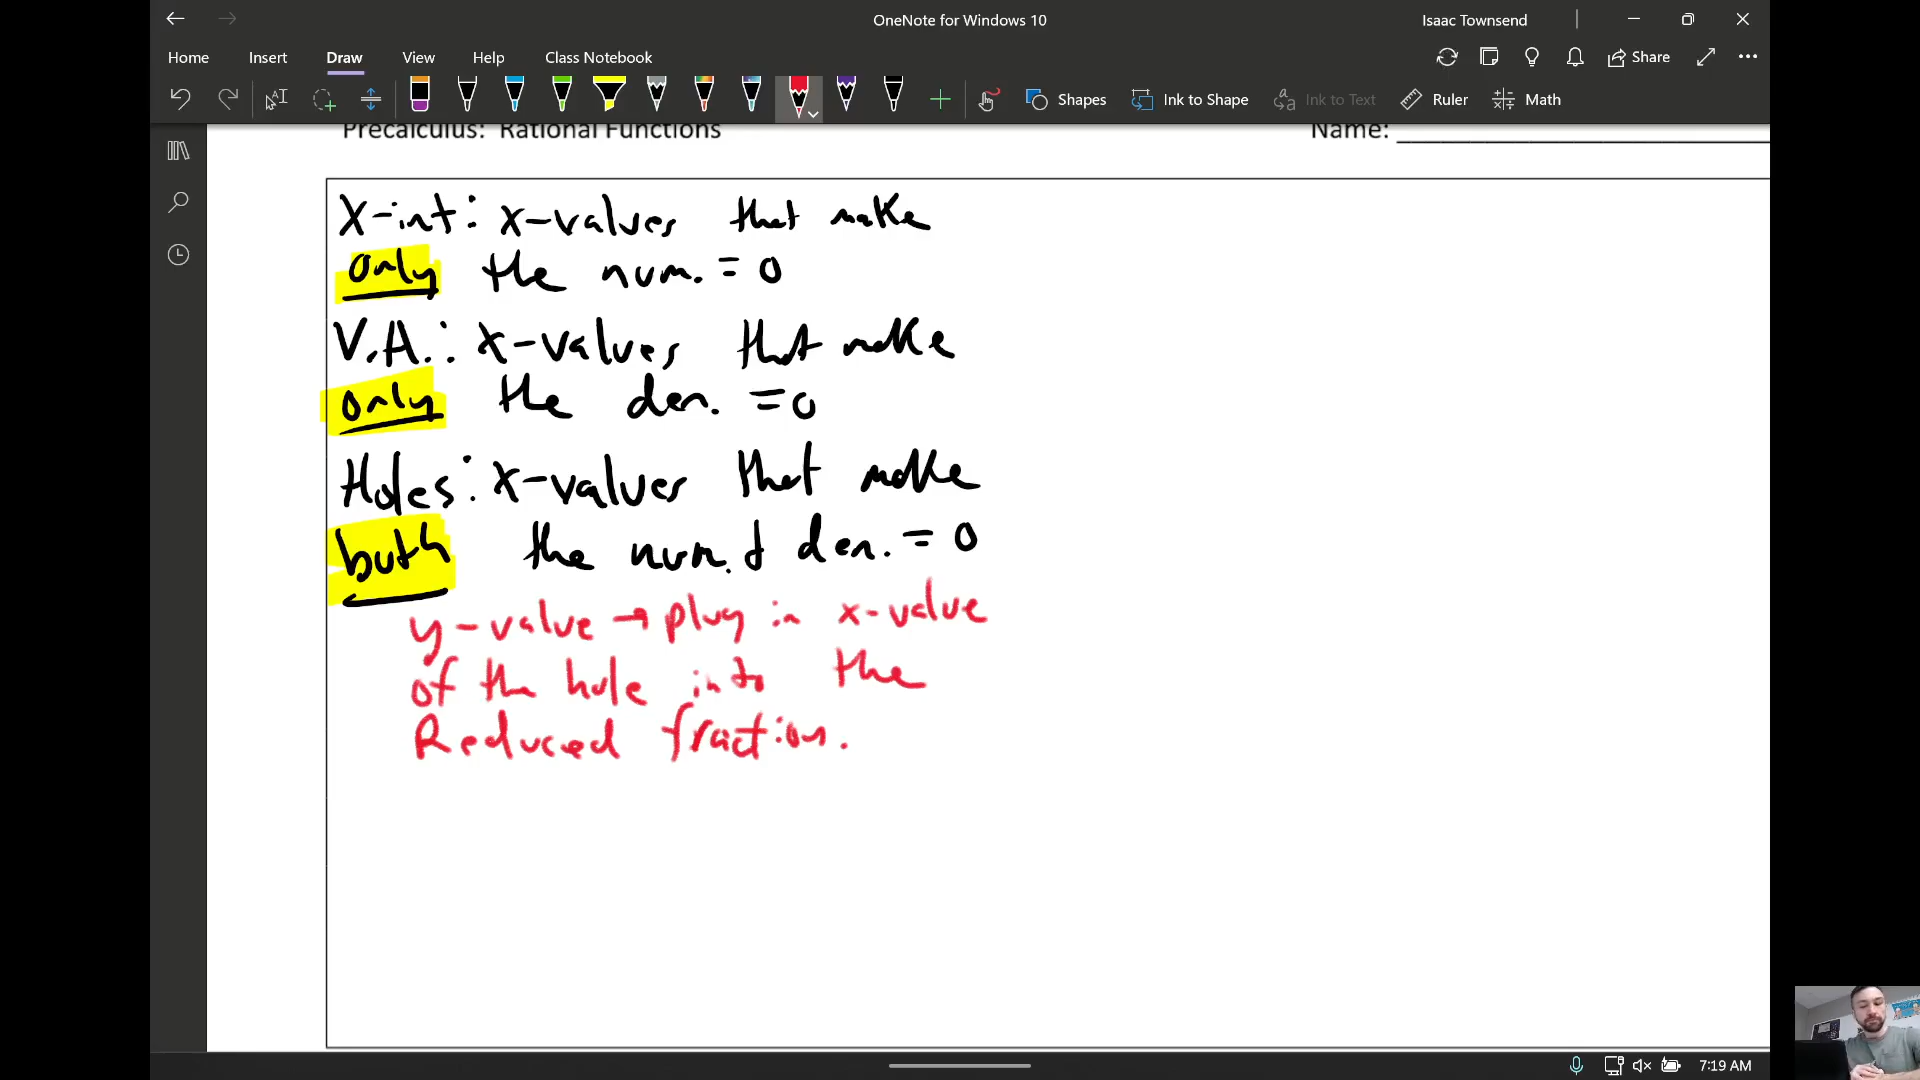 OneNote for Windows 10
Isaac Townsend
Home Insert Draw View Help Class Notebook
Share
Shapes Ink to Shape Ink to Text Ruler Math
Precalculus: Rational Functions Name:
X-int: x-values that make
only the num. = 0
V.A.: x-values that make
only the den. = 0
Holes: x-values that make
both the num. & den. = 0
y-value → plug in x-value
of the hole into the
Reduced fraction.
7:19 AM